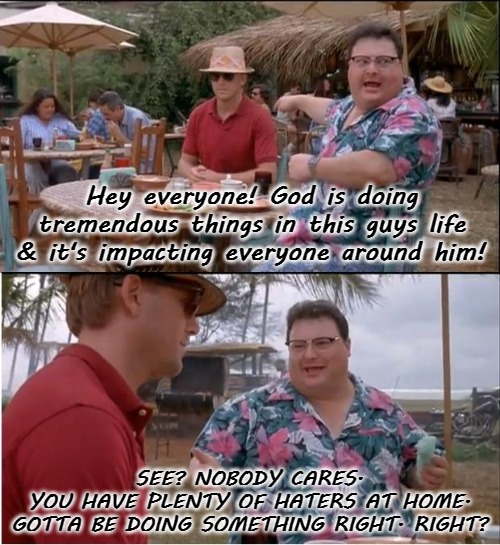 Hey everyone! God is doing
tremendous things in this guys life
& it's impacting everyone around him!
SEE? NOBODY CARES.
YOU HAVE PLENTY OF HATERS AT HOME.
GOTTA BE DOING SOMETHING RIGHT. RIGHT?